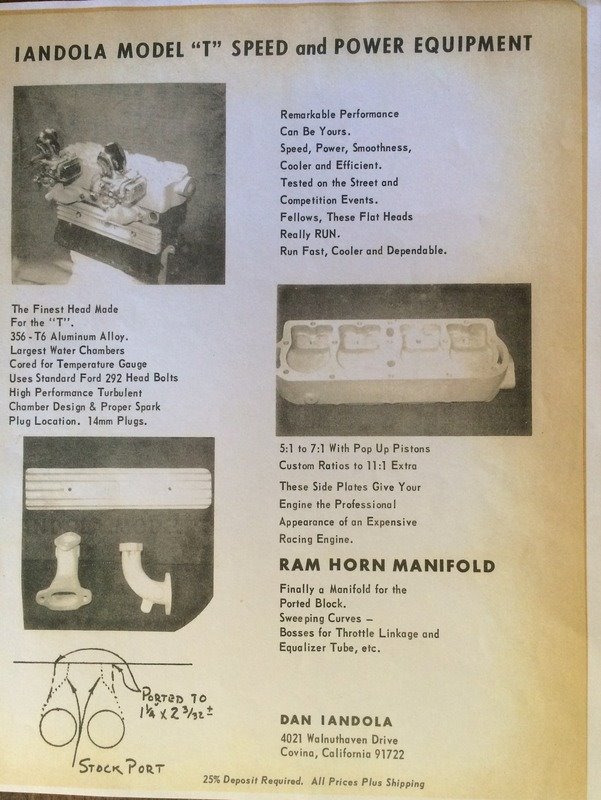 IANDOLA MODEL "T" SPEED and POWER EQUIPMENT
Remarkable Performance
Can Be Yours.
Speed, Power, Smoothness,
Cooler and Efficient.
Tested on the Street and
Competition Events.
Fellows, These Flat Heads
Really RUN.
Run Fast, Cooler and Dependable.
The Finest Head Made
For the "T".
356 - T6 Aluminum Alloy.
Largest Water Chambers
Cored for Temperature Gauge
Uses Standard Ford 292 Head Bolts
High Performance Turbulent
Chamber Design & Proper Spark
Plug Location. 14mm Plugs.
5:1 to 7:1 With Pop Up Pistons
Custom Ratios to 11:1 Extra
These Side Plates Give Your
Engine the Professional
Appearance of an Expensive
Racing Engine.
RAM HORN MANIFOLD
Finally a Manifold for the
Ported Block.
Sweeping Curves –
Bosses for Throttle Linkage and
Equalizer Tube, etc.
PORTED TO
1¼ X 2 3/32 ±
STOCK PORT
DAN IANDOLA
4021 Walnuthaven Drive
Covina, California 91722
25% Deposit Required. All Prices Plus Shipping